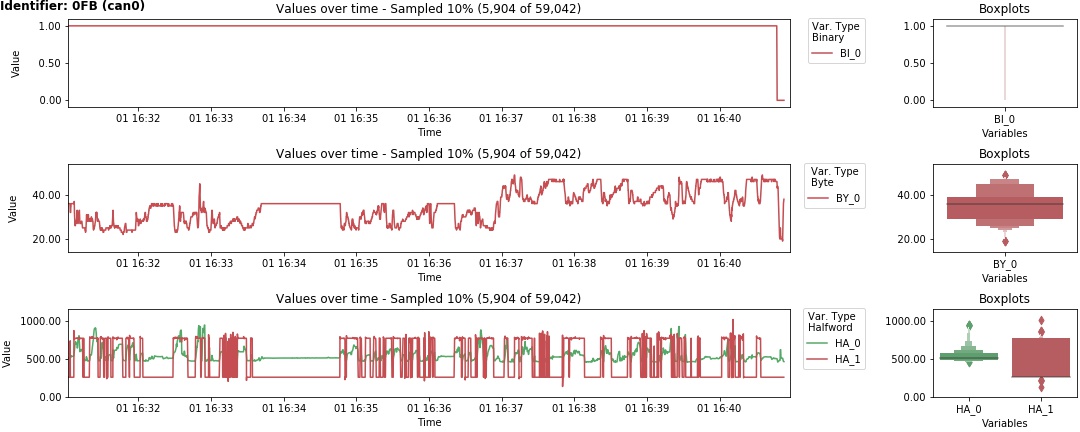 Identifier: 0FB (can0)
Values over time - Sampled 10% (5,904 of 59,042)
Boxplots
1.00
0.50
0.00
Value
01 16:32 01 16:33 01 16:34 01 16:35 01 16:36 01 16:37 01 16:38 01 16:39 01 16:40
Time
Var. Type
Binary
BI_0
1.00
0.50
0.00
BI_0
Variables
Values over time - Sampled 10% (5,904 of 59,042)
Boxplots
40.00
20.00
Value
01 16:32 01 16:33 01 16:34 01 16:35 01 16:36 01 16:37 01 16:38 01 16:39 01 16:40
Time
Var. Type
Byte
BY_0
40.00
20.00
BY_0
Variables
Values over time - Sampled 10% (5,904 of 59,042)
Boxplots
1000.00
500.00
0.00
Value
01 16:32 01 16:33 01 16:34 01 16:35 01 16:36 01 16:37 01 16:38 01 16:39 01 16:40
Time
Var. Type
Halfword
HA_0
HA_1
1000.00
500.00
0.00
HA_0 HA_1
Variables